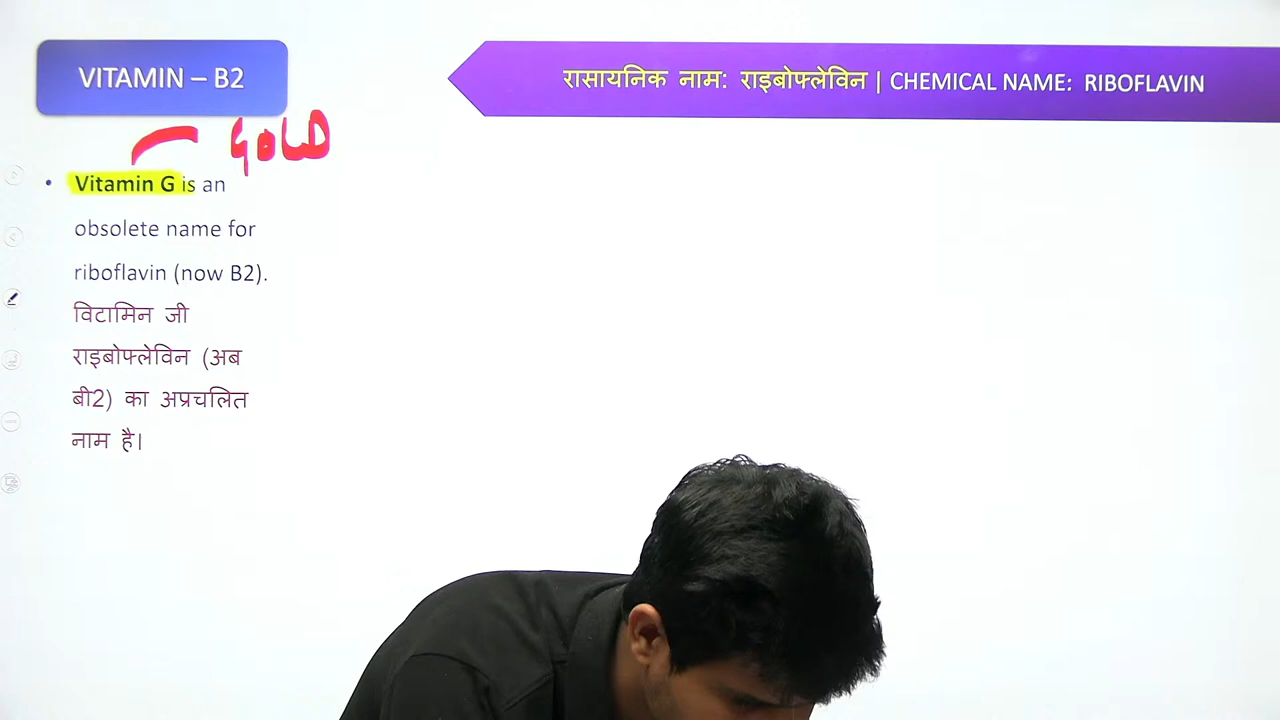 VITAMIN – B2
रासायनिक नाम: राइबोफ्लेविन | CHEMICAL NAME: RIBOFLAVIN
GOLD
• Vitamin G is an
obsolete name for
riboflavin (now B2).
विटामिन जी
राइबोफ्लेविन (अब
बी2) का अप्रचलित
नाम है।